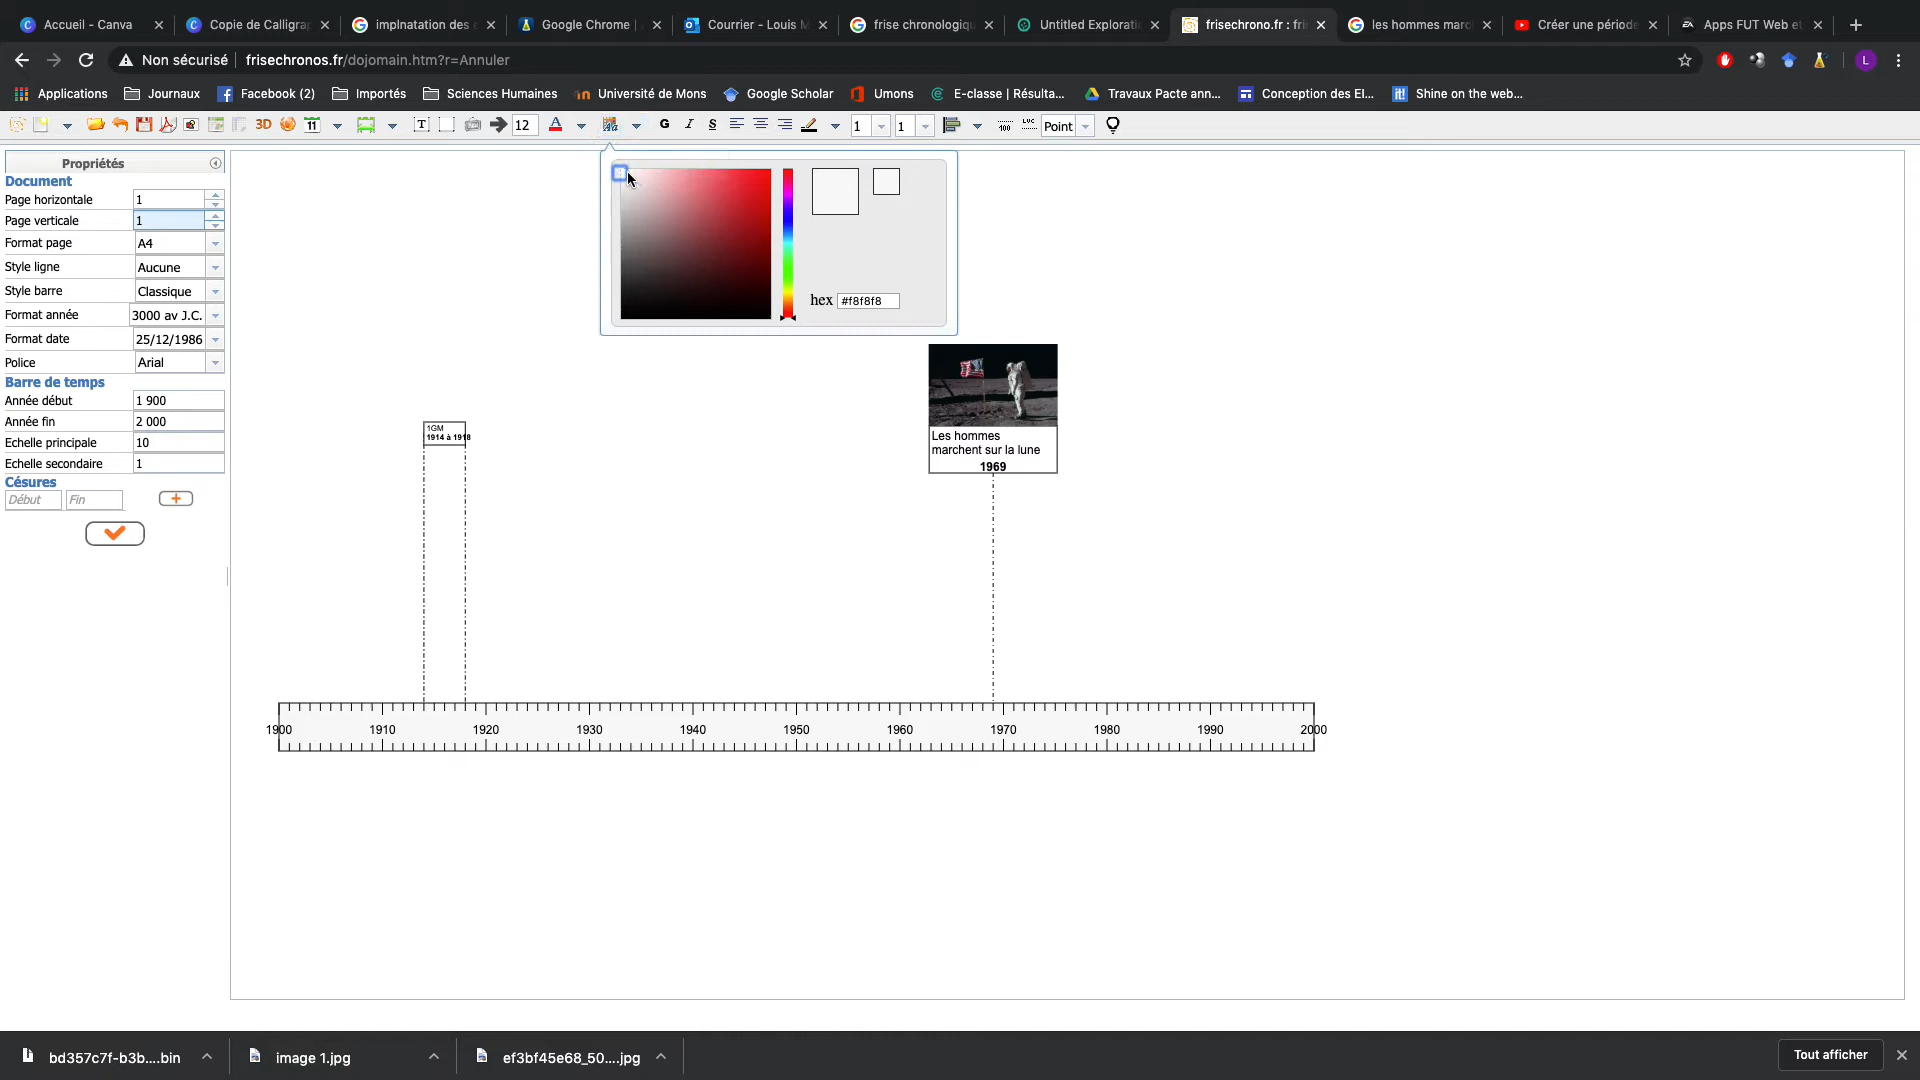 Accueil - Canva
Copie de Calligrap
implnatation des e
Google Chrome |
Courrier - Louis M
frise chronologiqu
Untitled Exploratio
frisechrono.fr : fri
les hommes marc
Créer une période
Apps FUT Web et
Non sécurisé
frisechronos.fr/dojomain.htm?r=Annuler
L
Applications
Journaux
Facebook (2)
Importés
Sciences Humaines
Université de Mons
Google Scholar
Umons
E-classe | Résulta...
Travaux Pacte ann...
Conception des El...
Shine on the web...
3D
11
T
12
A
G
I
S
1
1
100
LVC
Point
Propriétés
Document
Page horizontale 1
Page verticale 1
Format page A4
Style ligne Aucune
Style barre Classique
Format année 3000 av J.C.
Format date 25/12/1986
Police Arial
Barre de temps
Année début 1 900
Année fin 2 000
Echelle principale 10
Echelle secondaire 1
Césures
Début Fin +
hex #f8f8f8
1GM
1914 à 1918
Les hommes
marchent sur la lune
1969
1900 1910 1920 1930 1940 1950 1960 1970 1980 1990 2000
bd357c7f-b3b....bin
image 1.jpg
ef3bf45e68_50....jpg
Tout afficher